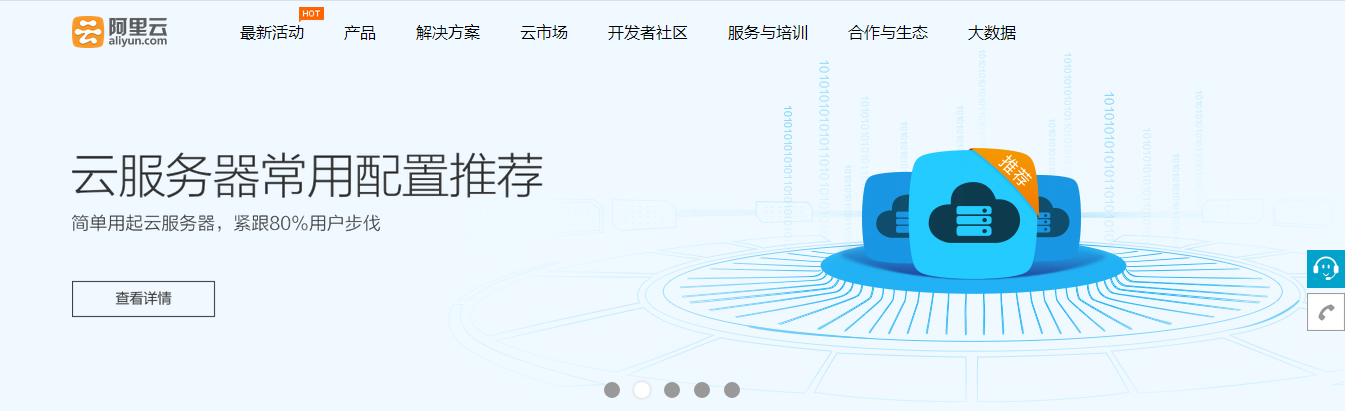 阿里云
aliyun.com
最新活动 HOT 产品 解决方案 云市场 开发者社区 服务与培训 合作与生态 大数据
云服务器常用配置推荐
简单用起云服务器，紧跟80%用户步伐
查看详情
推荐